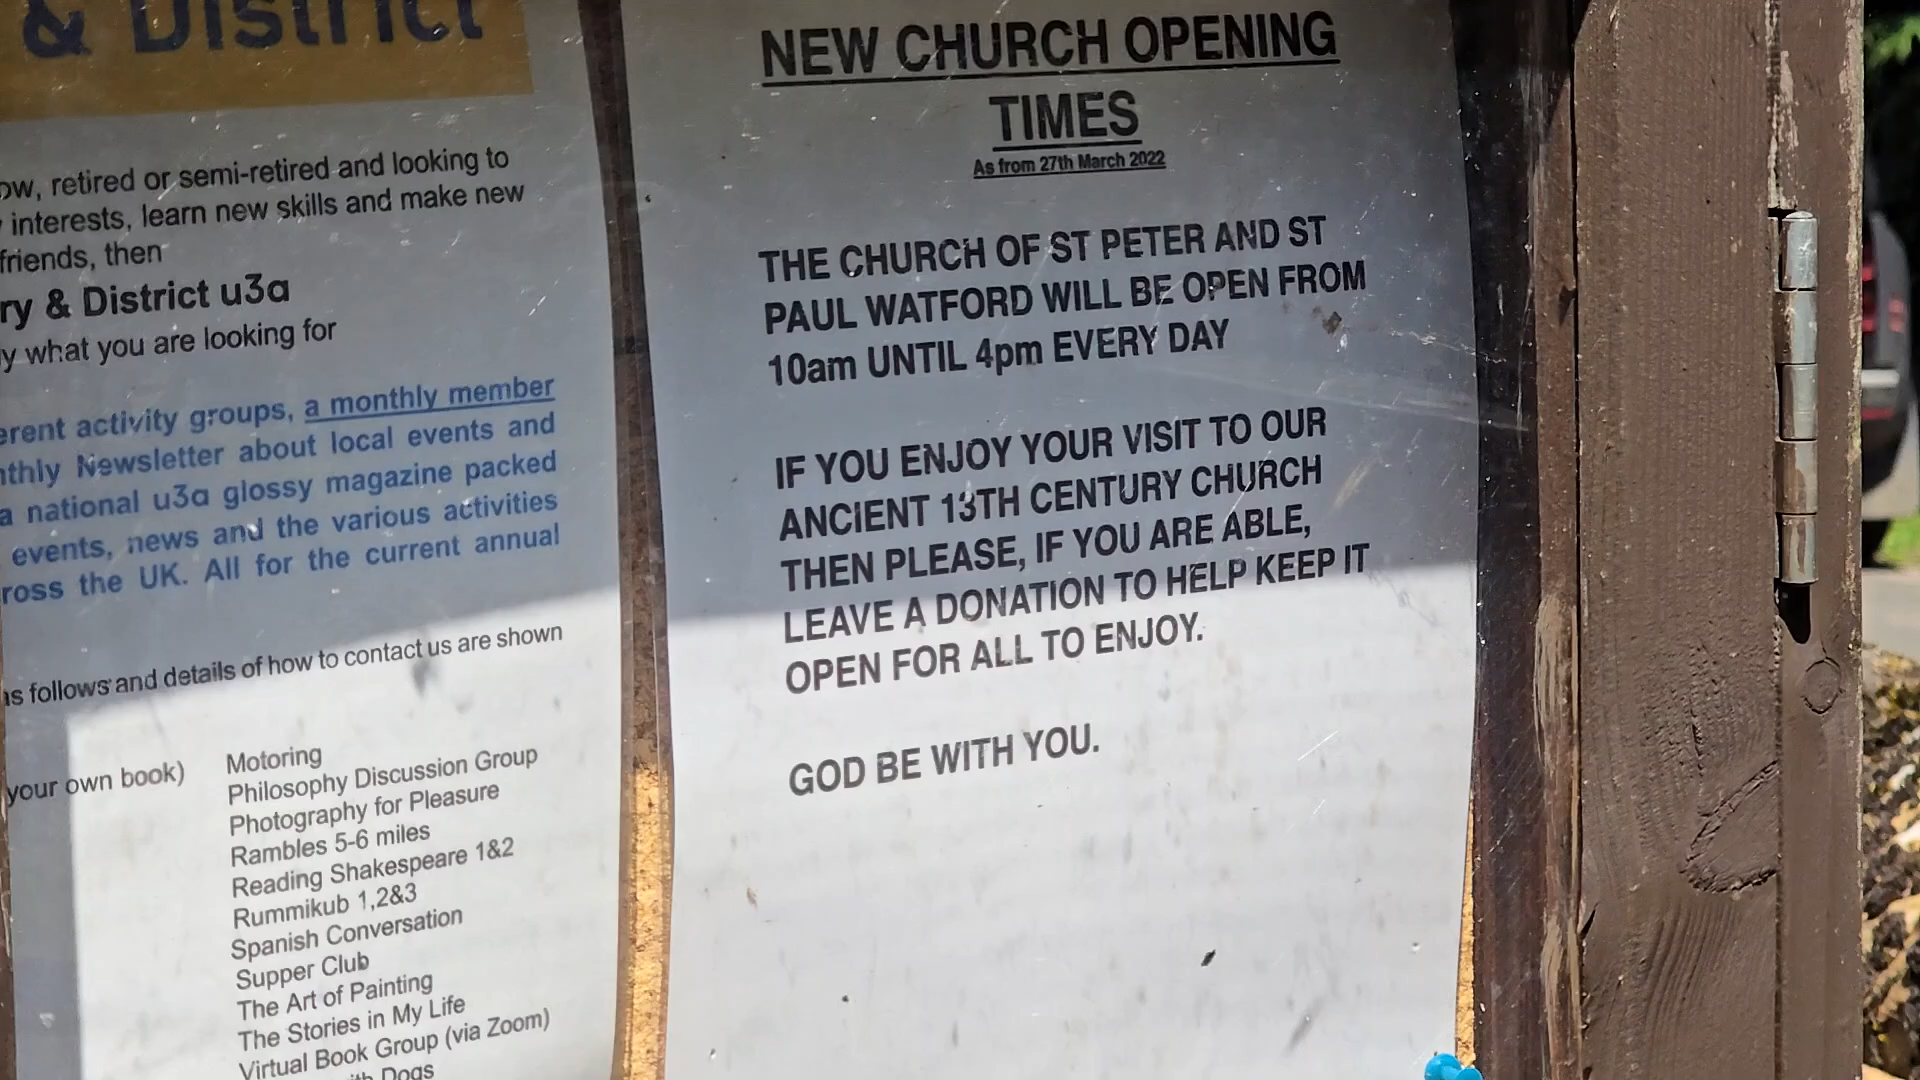 & District
ow, retired or semi-retired and looking to
interests, learn new skills and make new
friends, then
ry & District u3a
y what you are looking for
erent activity groups, a monthly member
nthly Newsletter about local events and
a national u3a glossy magazine packed
events, news and the various activities
ross the UK. All for the current annual
as follows and details of how to contact us are shown
your own book)
Motoring
Philosophy Discussion Group
Photography for Pleasure
Rambles 5-6 miles
Reading Shakespeare 1&2
Rummikub 1,2&3
Spanish Conversation
Supper Club
The Art of Painting
The Stories in My Life
Virtual Book Group (via Zoom)
Dogs
NEW CHURCH OPENING
TIMES
As from 27th March 2022
THE CHURCH OF ST PETER AND ST
PAUL WATFORD WILL BE OPEN FROM
10am UNTIL 4pm EVERY DAY
IF YOU ENJOY YOUR VISIT TO OUR
ANCIENT 13TH CENTURY CHURCH
THEN PLEASE, IF YOU ARE ABLE,
LEAVE A DONATION TO HELP KEEP IT
OPEN FOR ALL TO ENJOY.
GOD BE WITH YOU.